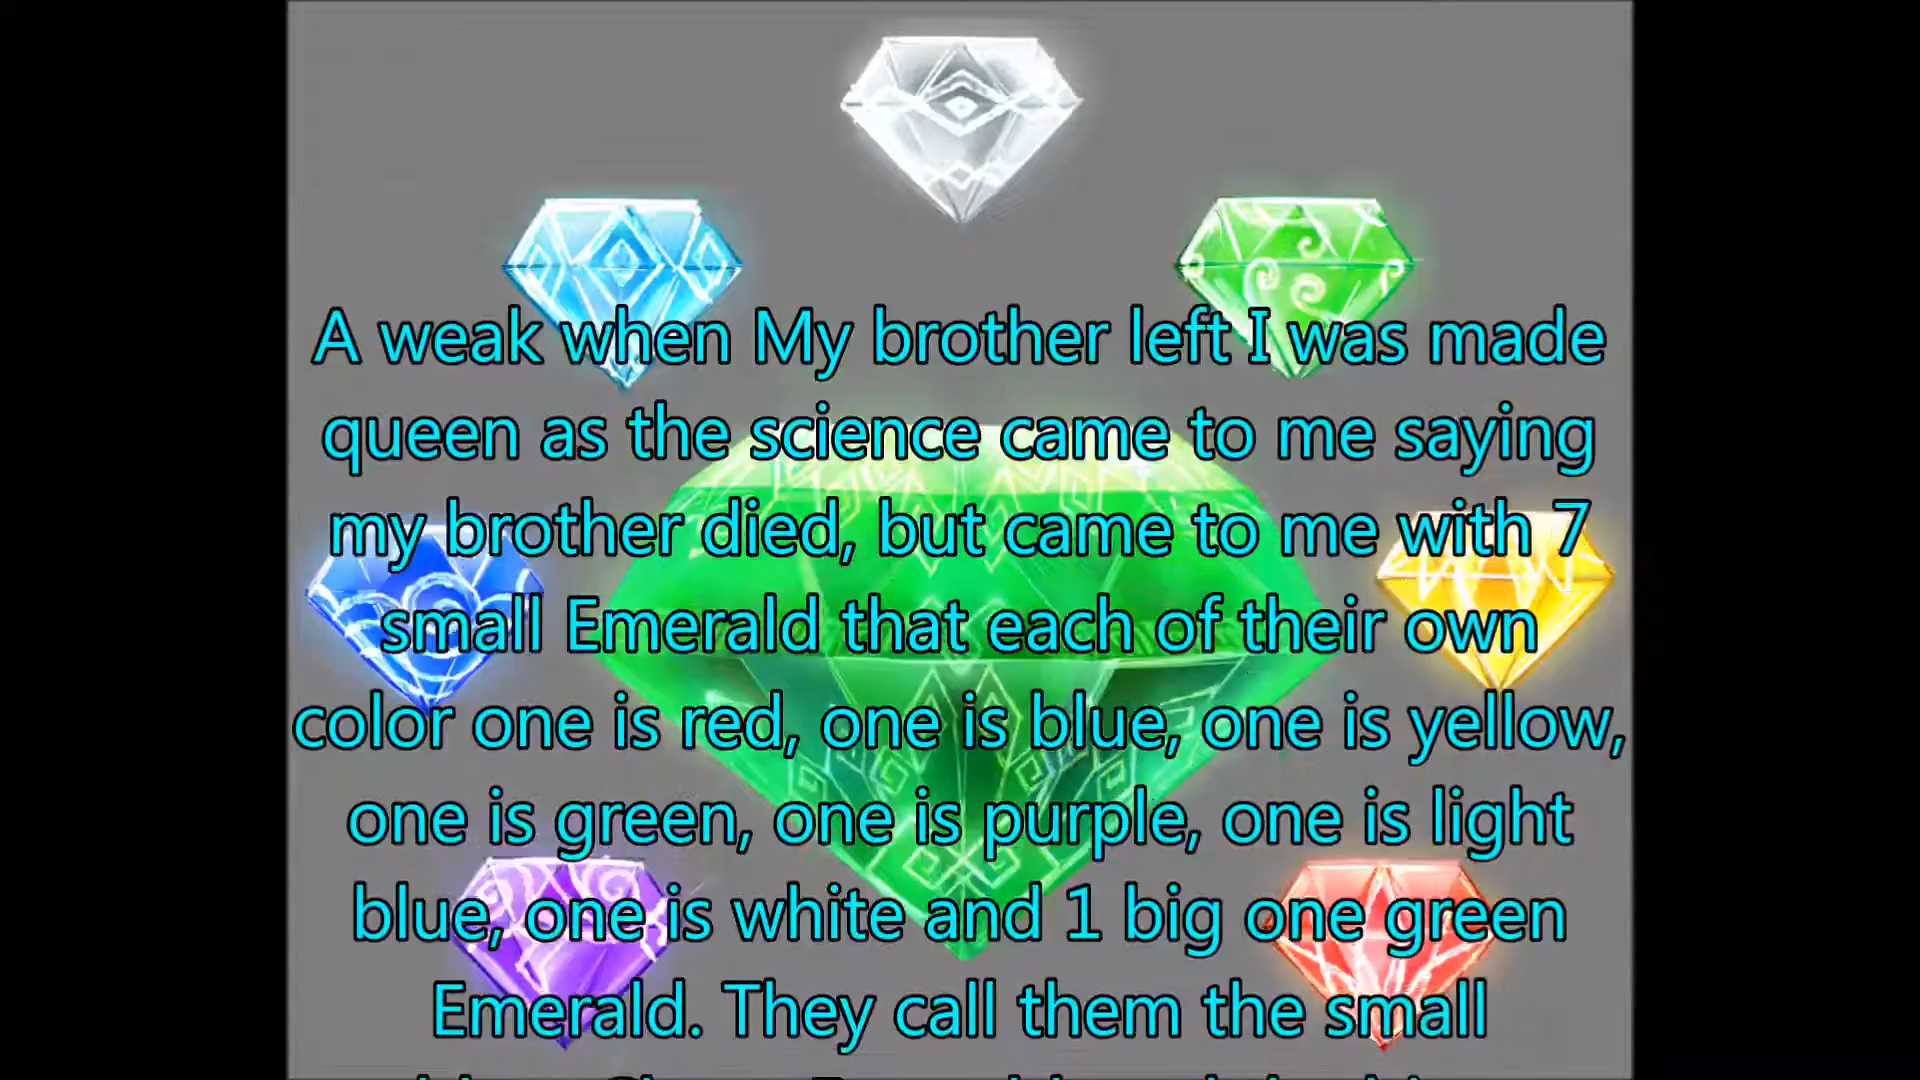 A weak when My brother left I was made
queen as the science came to me saying
my brother died, but came to me with 7
small Emerald that each of their own
color one is red, one is blue, one is yellow,
one is green, one is purple, one is light
blue, one is white and 1 big one green
Emerald. They call them the small